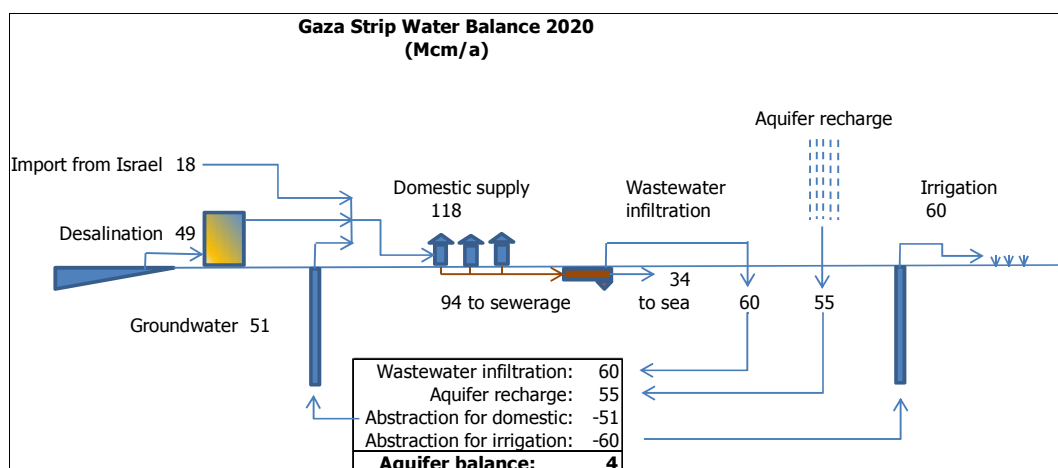 Gaza Strip Water Balance 2020
(Mcm/a)
Aquifer recharge
Import from Israel 18
Domestic supply
118
Wastewater
infiltration
Irrigation
60
Desalination 49
94 to sewerage
34
to sea
60
55
Groundwater 51
Wastewater infiltration: 60
Aquifer recharge: 55
Abstraction for domestic: -51
Abstraction for irrigation: -60
Aquifer balance: 4